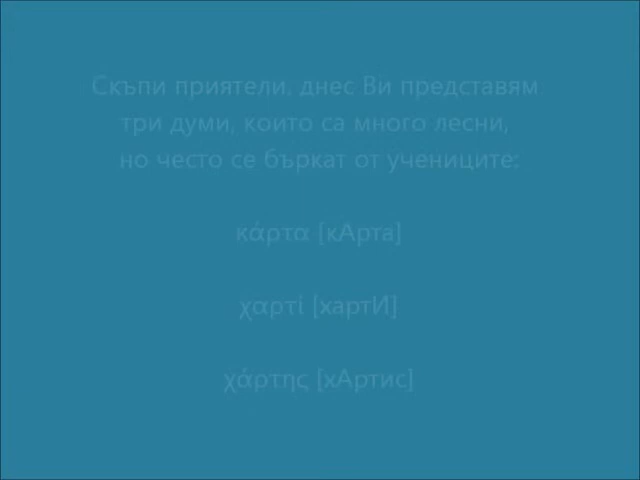 Скъпи приятели, днес Ви представям
три думи, които са много лесни,
но често се бъркат от учениците:
κάρτα [кАрта]
χαρτί [хартИ]
χάρτης [хАртис]